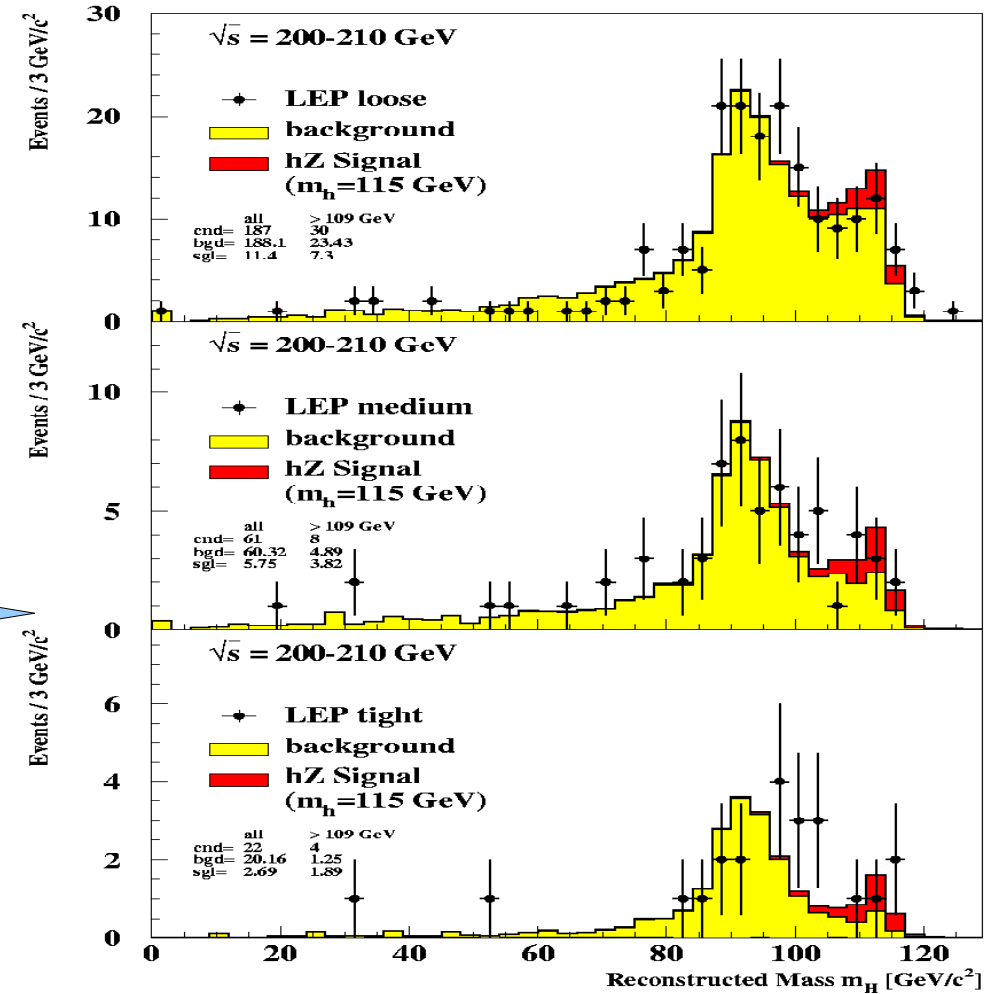 Events / 3 GeV/c²
30
20
10
0
√s = 200-210 GeV
LEP loose
background
hZ Signal
(mₕ=115 GeV)
all > 109 GeV
cnd= 187 30
bgd= 188.1 23.43
sgl= 11.4 7.3
Events / 3 GeV/c²
10
5
0
√s = 200-210 GeV
LEP medium
background
hZ Signal
(mₕ=115 GeV)
all > 109 GeV
cnd= 61 8
bgd= 60.32 4.89
sgl= 5.75 3.82
Events / 3 GeV/c²
6
4
2
0
√s = 200-210 GeV
LEP tight
background
hZ Signal
(mₕ=115 GeV)
all > 109 GeV
cnd= 22 4
bgd= 20.16 1.25
sgl= 2.69 1.89
0 20 40 60 80 100 120
Reconstructed Mass m_H [GeV/c²]